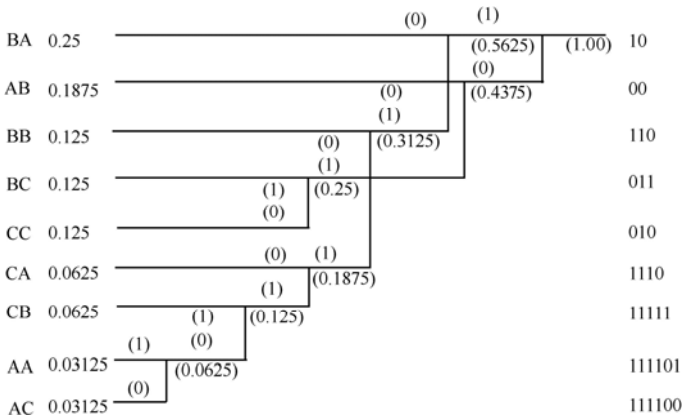 (0) (1)
BA 0.25 (0.5625) (1.00) 10
(0)
AB 0.1875 (0) (0.4375) 00
(1)
BB 0.125 (0) (0.3125) 110
(1)
BC 0.125 (1) (0.25) 011
(0)
CC 0.125 010
(0) (1)
CA 0.0625 (0.1875) 1110
(1)
CB 0.0625 (1) (0.125) 11111
(1) (0)
AA 0.03125 (0.0625) 111101
(0)
AC 0.03125 111100